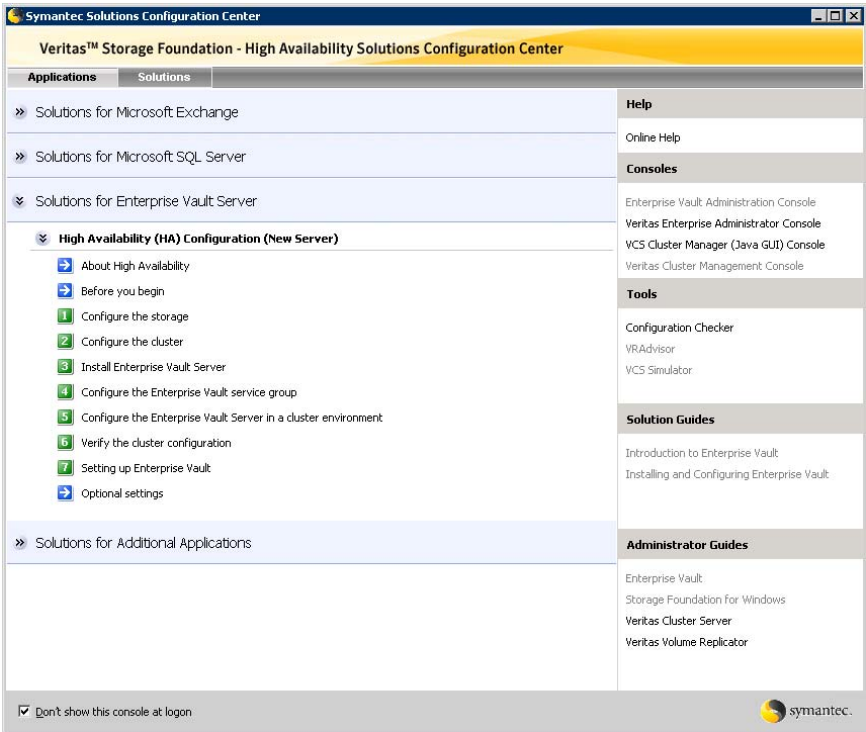 Symantec Solutions Configuration Center
Veritas™ Storage Foundation - High Availability Solutions Configuration Center
Applications
Solutions
Solutions for Microsoft Exchange
Solutions for Microsoft SQL Server
Solutions for Enterprise Vault Server
High Availability (HA) Configuration (New Server)
About High Availability
Before you begin
1 Configure the storage
2 Configure the cluster
3 Install Enterprise Vault Server
4 Configure the Enterprise Vault service group
5 Configure the Enterprise Vault Server in a cluster environment
6 Verify the cluster configuration
7 Setting up Enterprise Vault
Optional settings
Solutions for Additional Applications
Help
Online Help
Consoles
Enterprise Vault Administration Console
Veritas Enterprise Administrator Console
VCS Cluster Manager (Java GUI) Console
Veritas Cluster Management Console
Tools
Configuration Checker
VRAdvisor
VCS Simulator
Solution Guides
Introduction to Enterprise Vault
Installing and Configuring Enterprise Vault
Administrator Guides
Enterprise Vault
Storage Foundation for Windows
Veritas Cluster Server
Veritas Volume Replicator
Don't show this console at logon
symantec.